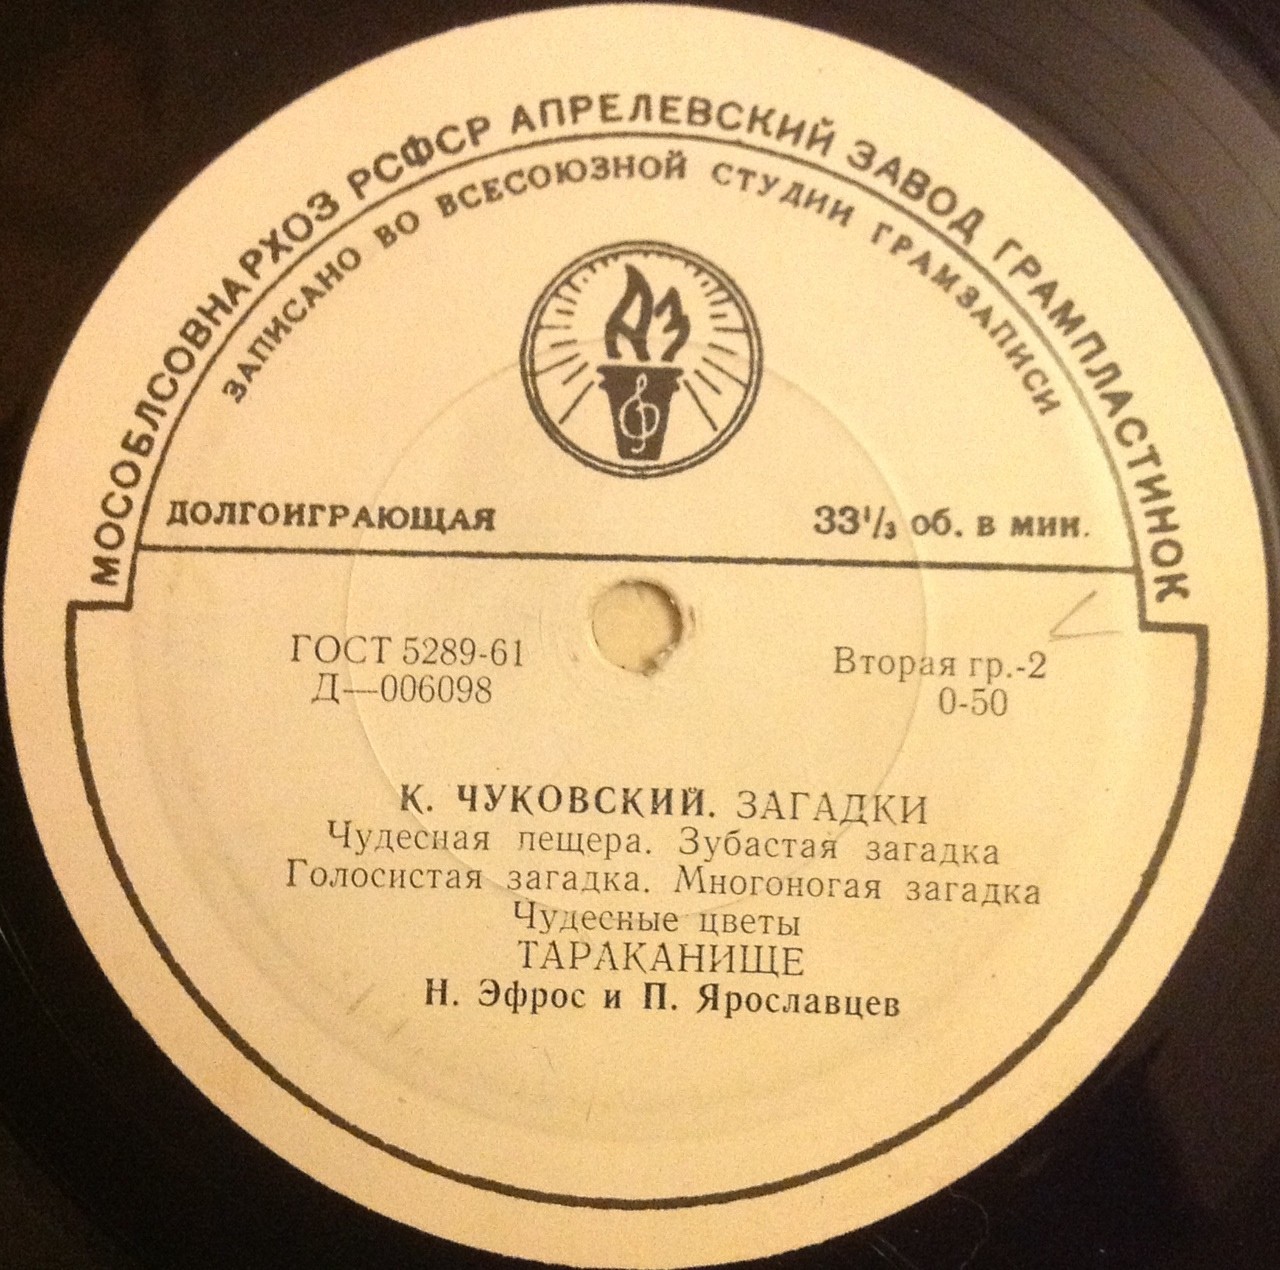 МОСОБЛСОВНАРХОЗ РСФСР АПРЕЛЕВСКИЙ ЗАВОД ГРАМПЛАСТИНОК
ЗАПИСАНО ВО ВСЕСОЮЗНОЙ СТУДИИ ГРАМЗАПИСИ
АЗ
ДОЛГОИГРАЮЩАЯ 33 1/3 об. в мин.
ГОСТ 5289-61 Вторая гр.-2
Д—006098 0-50
К. ЧУКОВСКИЙ. ЗАГАДКИ
Чудесная пещера. Зубастая загадка
Голосистая загадка. Многоногая загадка
Чудесные цветы
ТАРАКАНИЩЕ
Н. Эфрос и П. Ярославцев